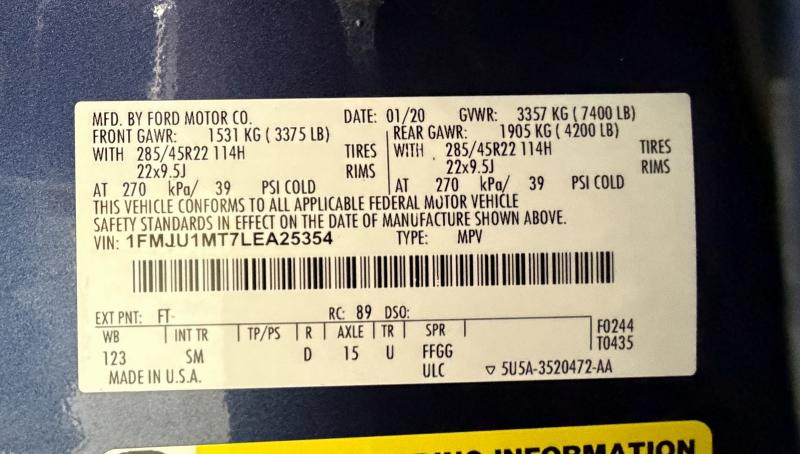 MFD. BY FORD MOTOR CO. DATE: 01/20 GVWR: 3357 KG ( 7400 LB)
FRONT GAWR: 1531 KG ( 3375 LB) REAR GAWR: 1905 KG ( 4200 LB)
WITH 285/45R22 114H TIRES WITH 285/45R22 114H TIRES
22x9.5J RIMS 22x9.5J RIMS
AT 270 kPa/ 39 PSI COLD AT 270 kPa/ 39 PSI COLD
THIS VEHICLE CONFORMS TO ALL APPLICABLE FEDERAL MOTOR VEHICLE
SAFETY STANDARDS IN EFFECT ON THE DATE OF MANUFACTURE SHOWN ABOVE.
VIN: 1FMJU1MT7LEA25354 TYPE: MPV
EXT PNT: FT- RC: 89 DSO:
WB INT TR TP/PS R AXLE TR SPR F0244
T0435
123 SM D 15 U FFGG
MADE IN U.S.A. ULC 5U5A-3520472-AA
INFORMATION